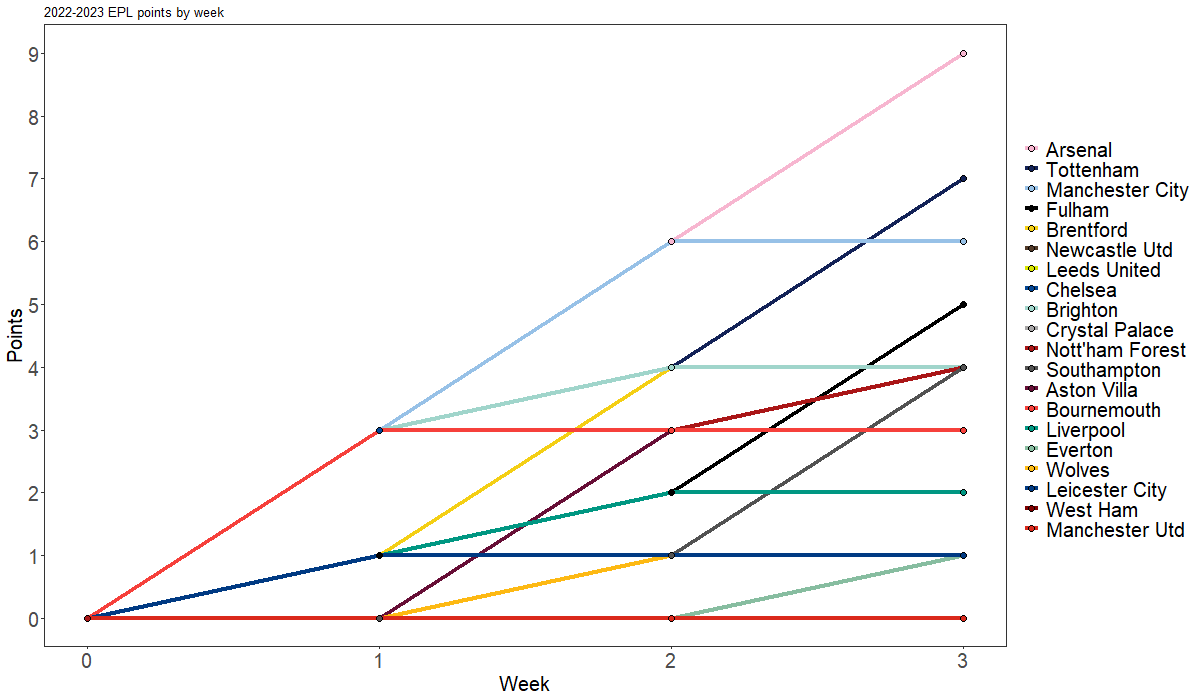 2022-2023 EPL points by week
9
8
7
6
5
4
3
2
1
0
Points
0 1 2 3
Week
Arsenal
Tottenham
Manchester City
Fulham
Brentford
Newcastle Utd
Leeds United
Chelsea
Brighton
Crystal Palace
Nott'ham Forest
Southampton
Aston Villa
Bournemouth
Liverpool
Everton
Wolves
Leicester City
West Ham
Manchester Utd